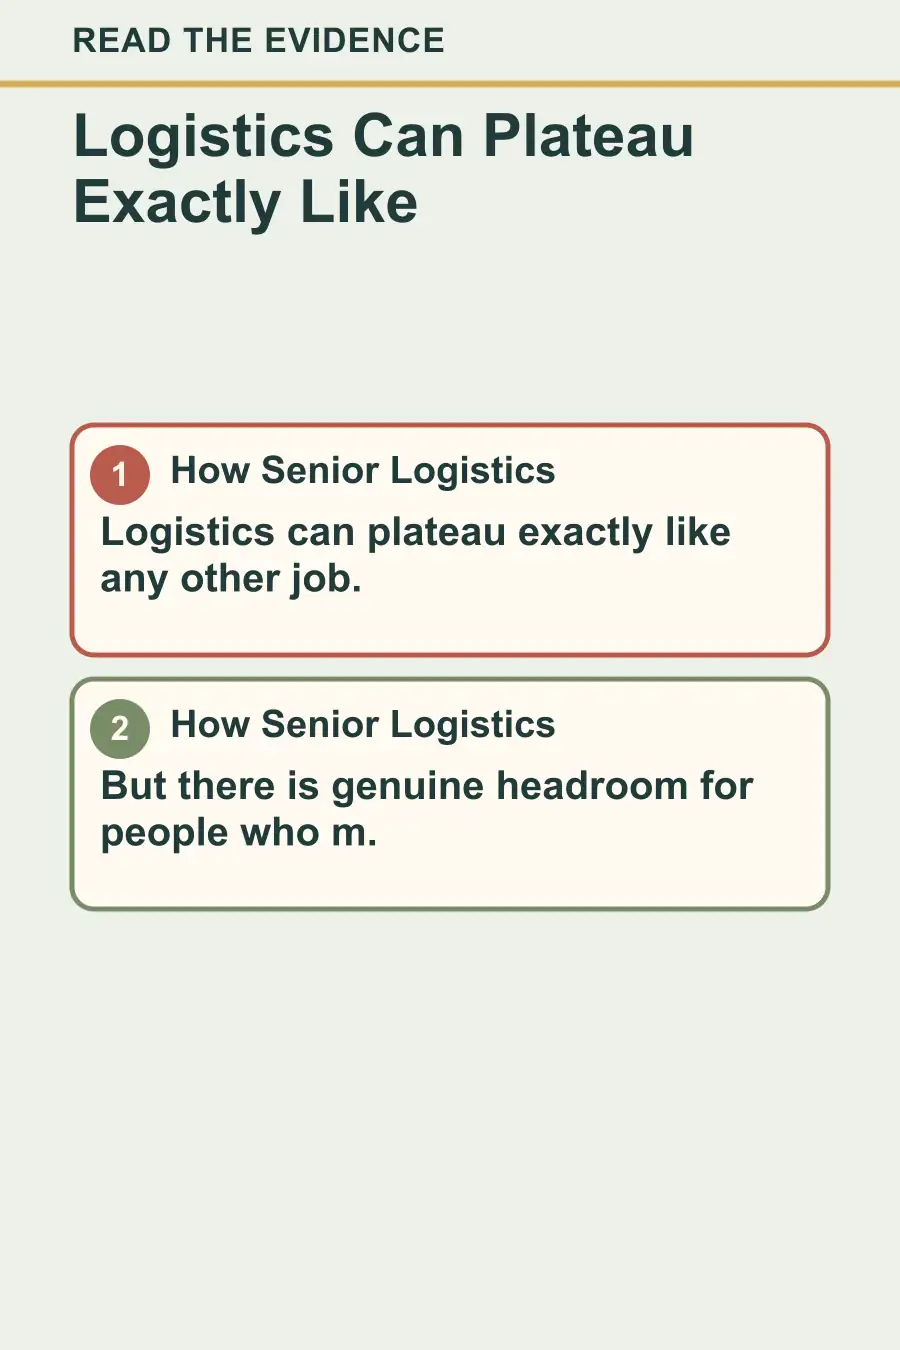 READ THE EVIDENCE
Logistics Can Plateau
Exactly Like
1 How Senior Logistics
Logistics can plateau exactly like
any other job.
2 How Senior Logistics
But there is genuine headroom for
people who m.